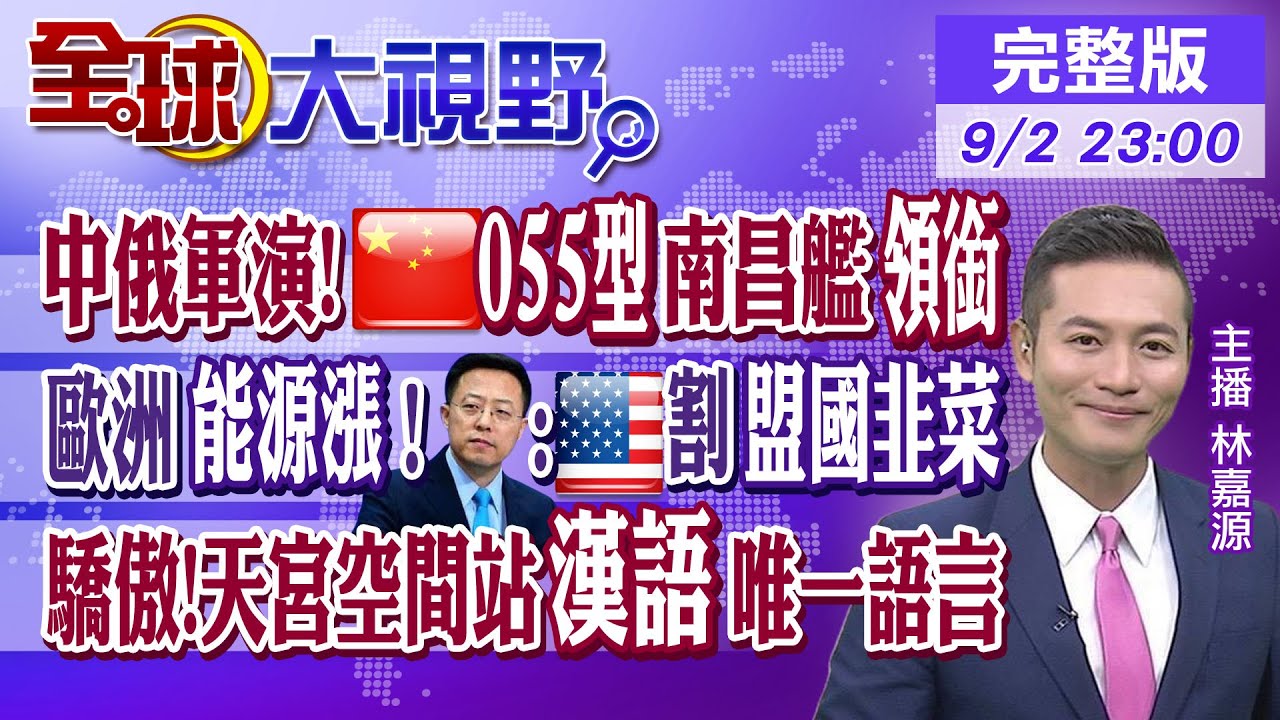 全球大視野
完整版
9/2 23:00
中俄軍演! 055型 南昌艦 領銜
歐洲 能源漲! : 割 盟國韭菜
驕傲!天宮空間站 漢語 唯一語言
主播 林嘉源